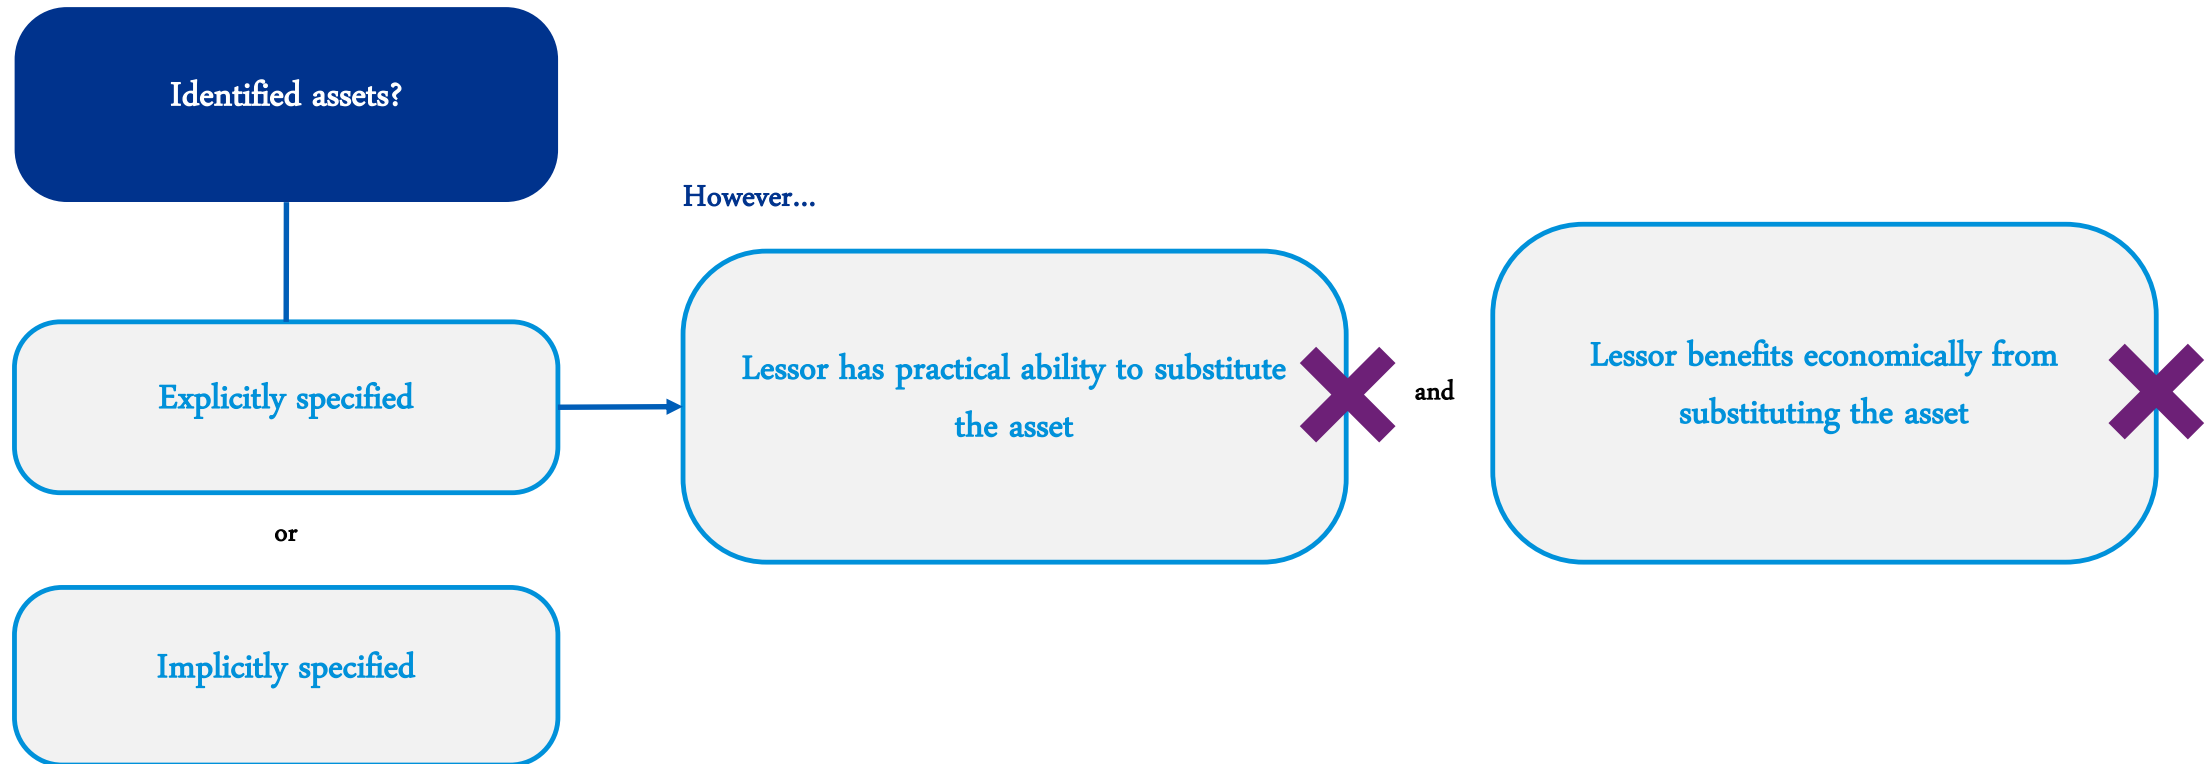 Identified assets?
Explicitly specified
or
Implicitly specified
However...
Lessor has practical ability to substitute
the asset
and
Lessor benefits economically from
substituting the asset